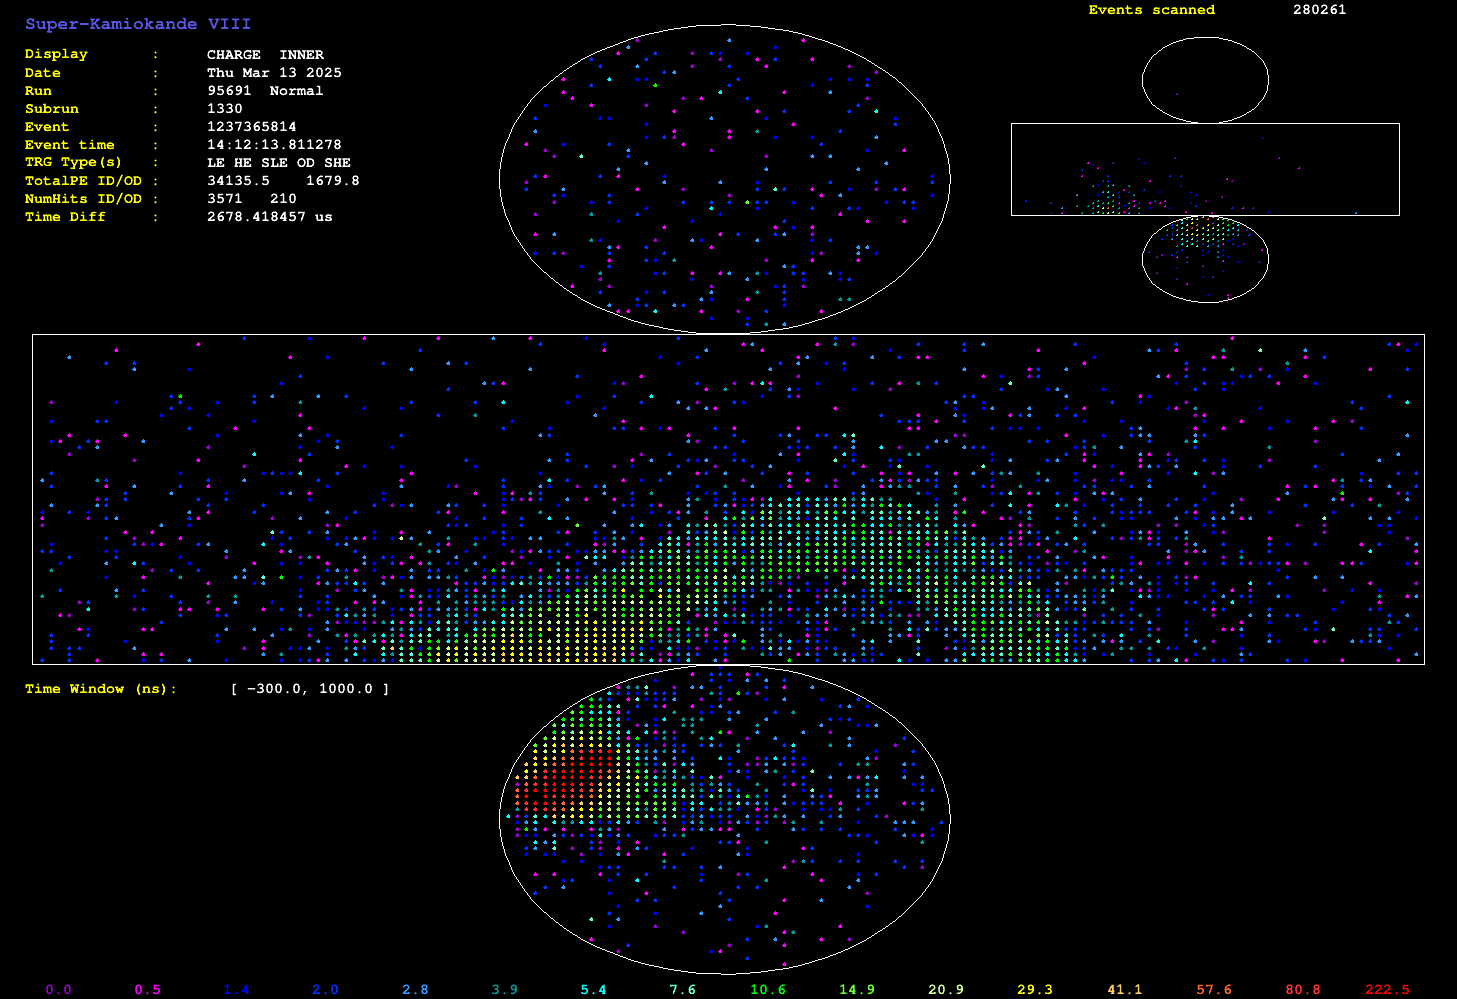 Super-Kamiokande VIII
Display : CHARGE INNER
Date : Thu Mar 13 2025
Run : 95691 Normal
Subrun : 1330
Event : 1237365814
Event time : 14:12:13.811278
TRG Type(s) : LE HE SLE OD SHE
TotalPE ID/OD : 34135.5 1679.8
NumHits ID/OD : 3571 210
Time Diff : 2678.418457 us
Events scanned 280261
Time Window (ns): [ -300.0, 1000.0 ]
0.0 0.5 1.4 2.0 2.8 3.9 5.4 7.6 10.6 14.9 20.9 29.3 41.1 57.6 80.8 222.5